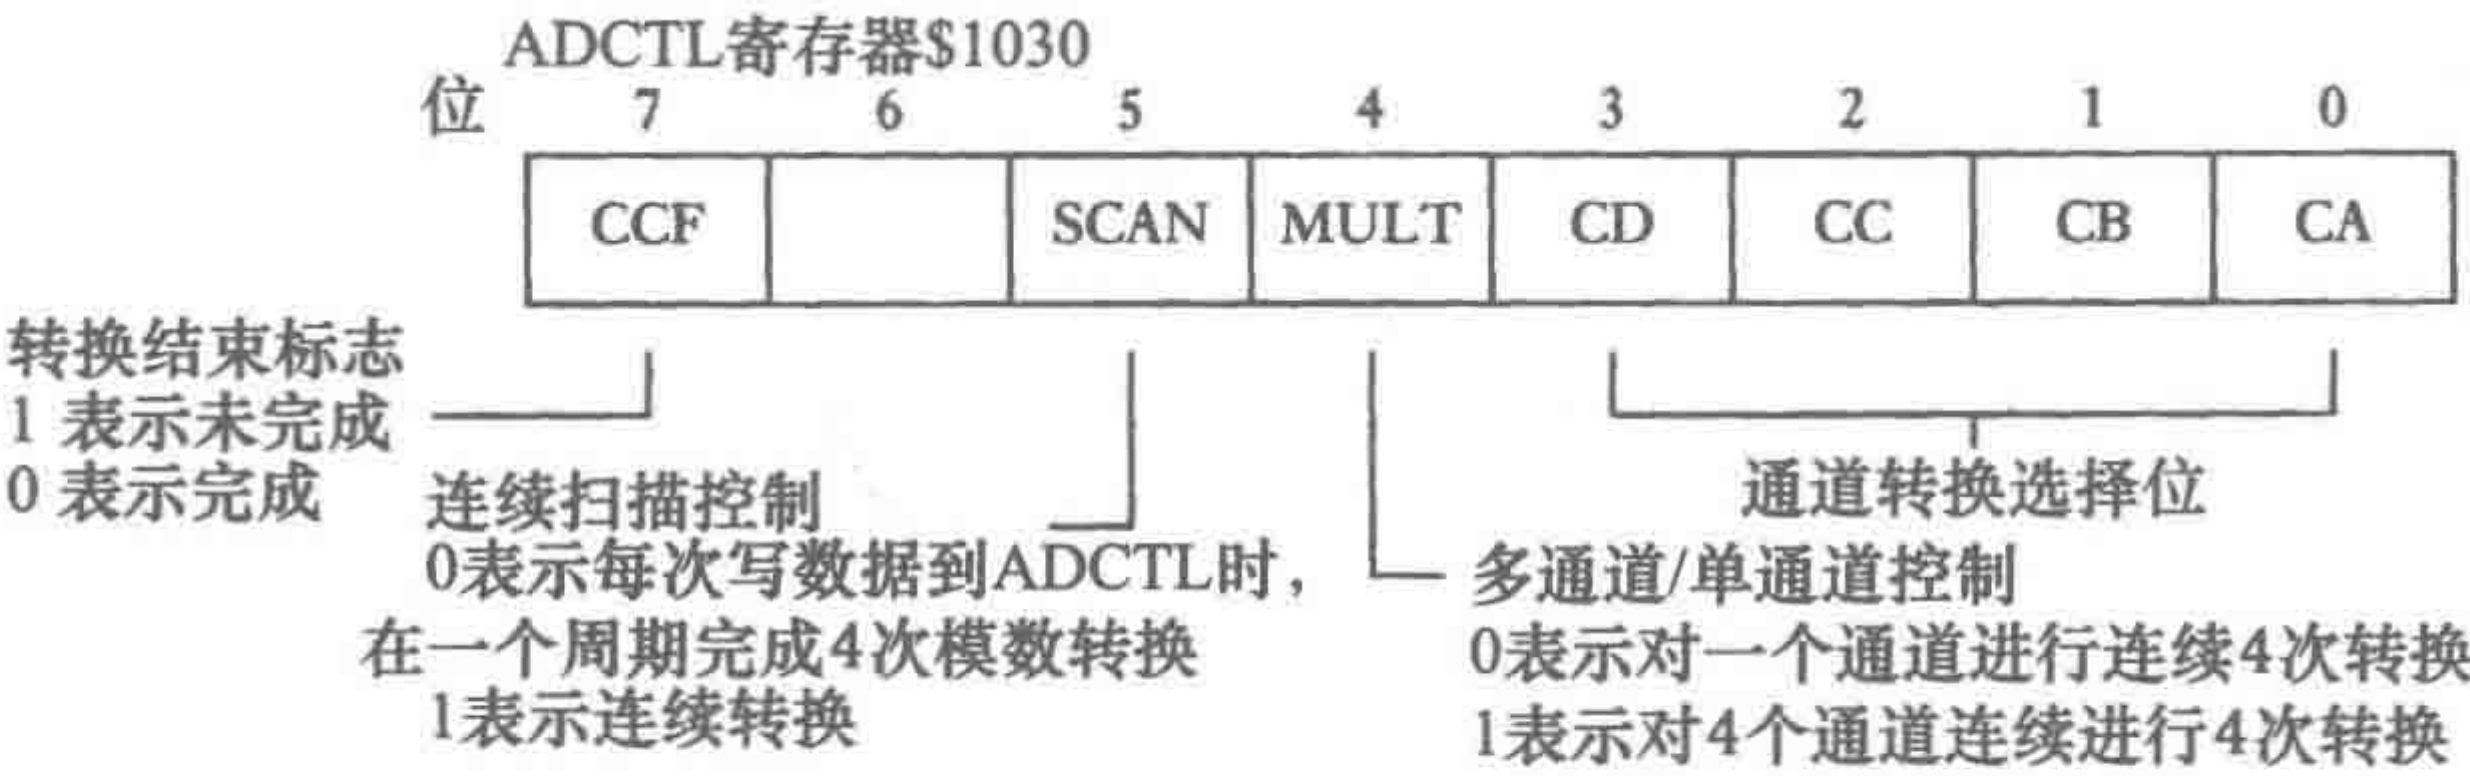 ADCTL寄存器$1030
位 7 6 5 4 3 2 1 0
CCF SCAN MULT CD CC CB CA
转换结束标志
1 表示未完成
0 表示完成
连续扫描控制
0表示每次写数据到ADCTL时，
在一个周期完成4次模数转换
1表示连续转换
通道转换选择位
多通道/单通道控制
0表示对一个通道进行连续4次转换
1表示对4个通道连续进行4次转换